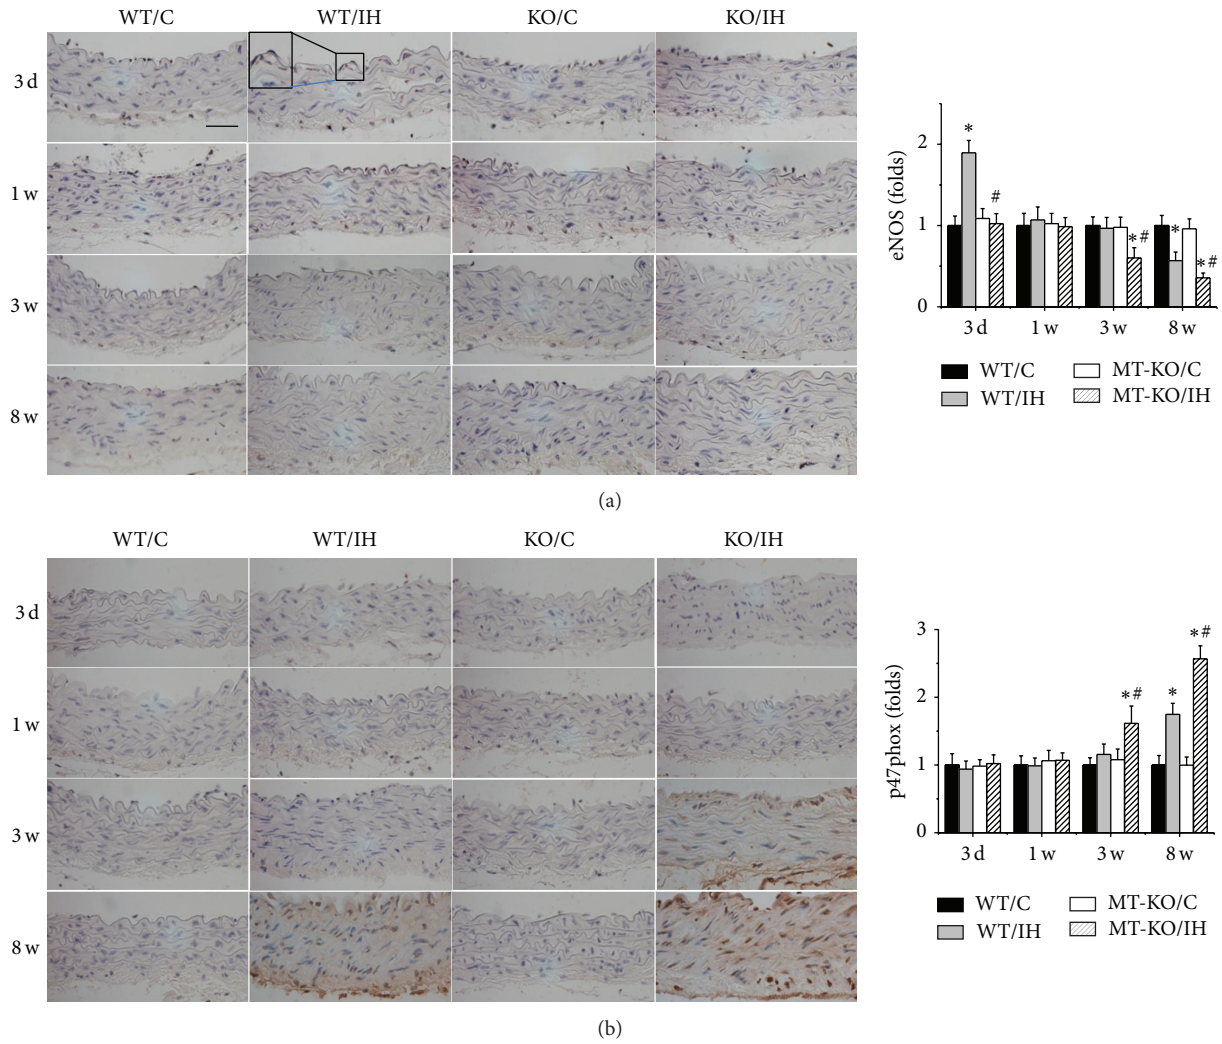 WT/C WT/IH KO/C KO/IH
3 d
1 w
3 w
8 w
eNOS (folds)
2
1
0
* # *# * *#
3 d 1 w 3 w 8 w
WT/C MT-KO/C
WT/IH MT-KO/IH
(a)
WT/C WT/IH KO/C KO/IH
3 d
1 w
3 w
8 w
p47phox (folds)
3
2
1
0
*# * *#
3 d 1 w 3 w 8 w
WT/C MT-KO/C
WT/IH MT-KO/IH
(b)